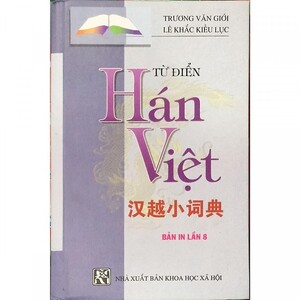 TRƯƠNG VĂN GIỚI
LÊ KHẮC KIỀU LỤC
TỪ ĐIỂN
Hán
Việt
汉越小词典
BẢN IN LẦN 8
NHÀ XUẤT BẢN KHOA HỌC XÃ HỘI